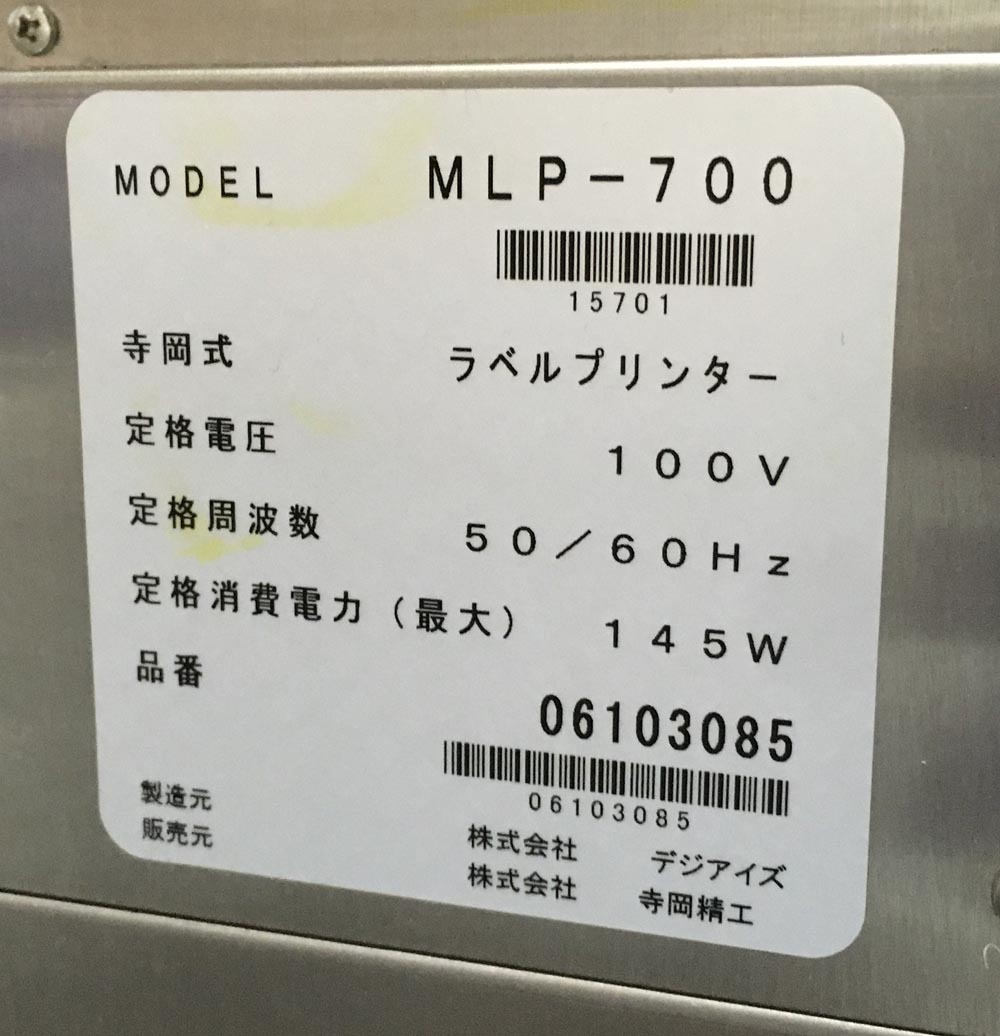 MODEL MLP-700
15701
寺岡式 ラベルプリンター
定格電圧 100V
定格周波数 50/60Hz
定格消費電力(最大) 145W
品番 06103085
06103085
製造元 株式会社 デジアイズ
販売元 株式会社 寺岡精工